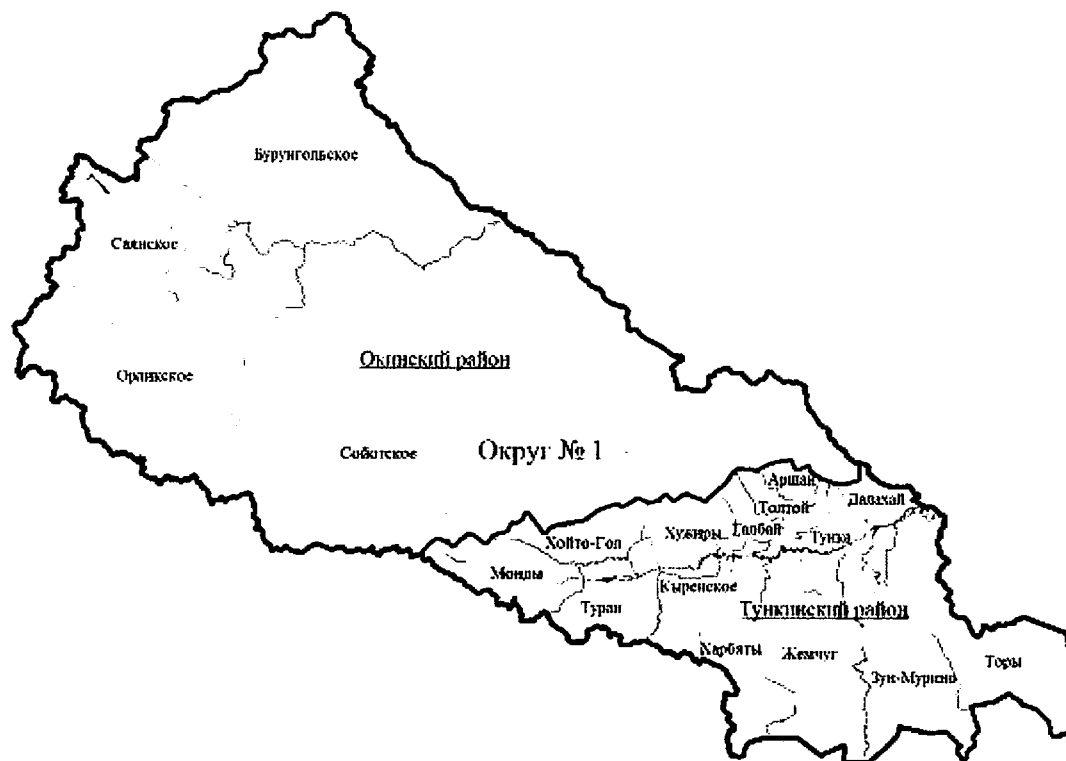 Бурунгольское
Саянское
Окинский район
Орликское
Округ № 1
Сойотское
Аршан
Далахай
Толтой
Галбай
Тунка
Хужиры
Хойто-Гол
Монды
Кыренское
Туран
Тункинский район
Харбяты
Жемчуг
Торы
Зун-Мурино